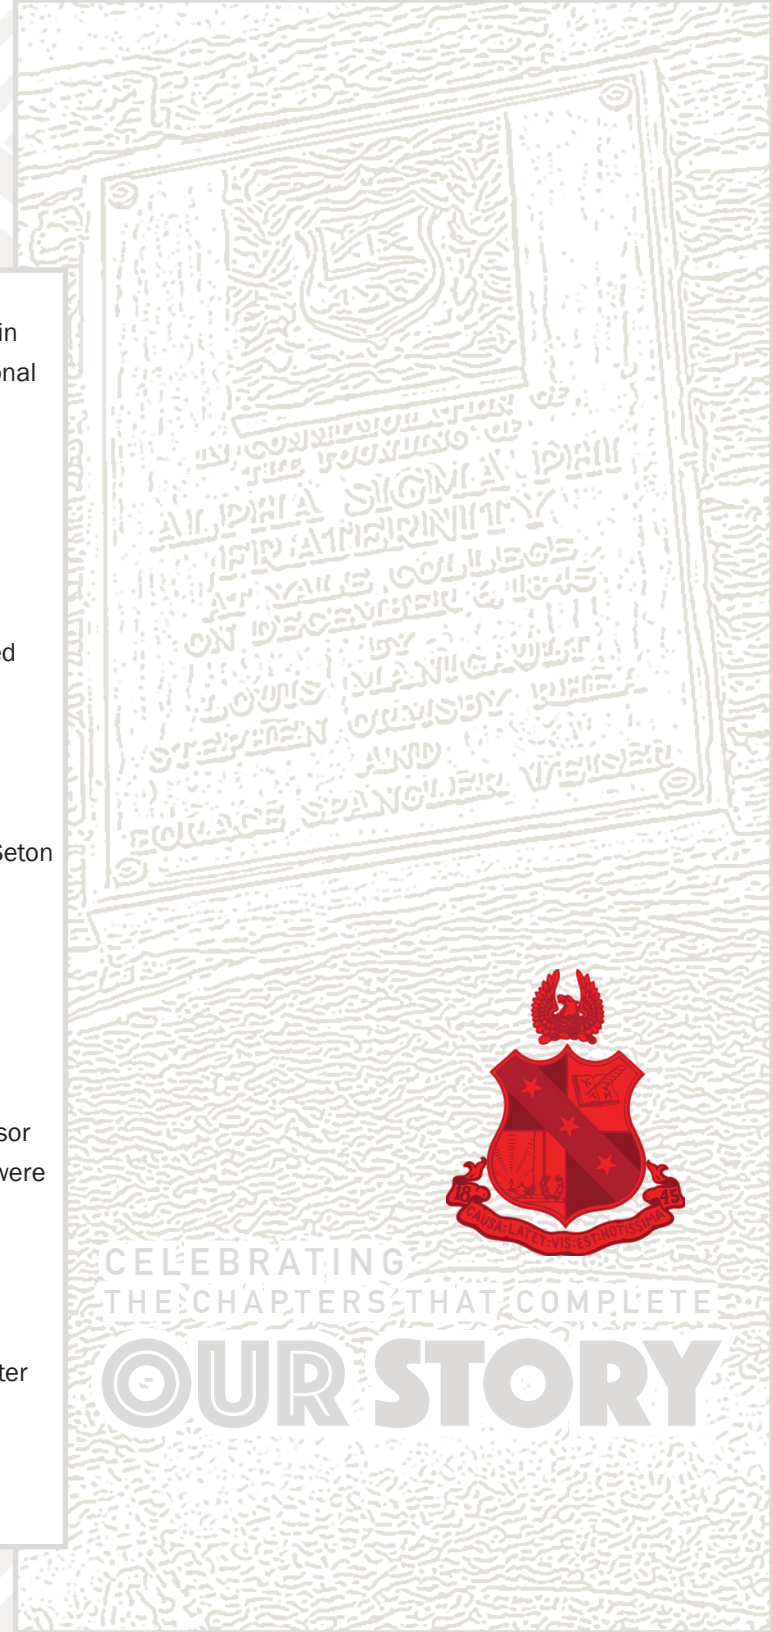 in
onal
ed
Seton
sor
were
ter
IN COMMEMORATION OF
THE FOUNDING OF
ALPHA SIGMA PHI
FRATERNITY
AT YALE COLLEGE
ON DECEMBER 6, 1845
BY
LOUIS MANIGAULT
STEPHEN ORMSBY RHEA
AND
HORACE SPANGLER WEISER
18
45
CAUSA:LATET:VIS:EST:NOTISSIMA
CELEBRATING
THE CHAPTERS THAT COMPLETE
OUR STORY